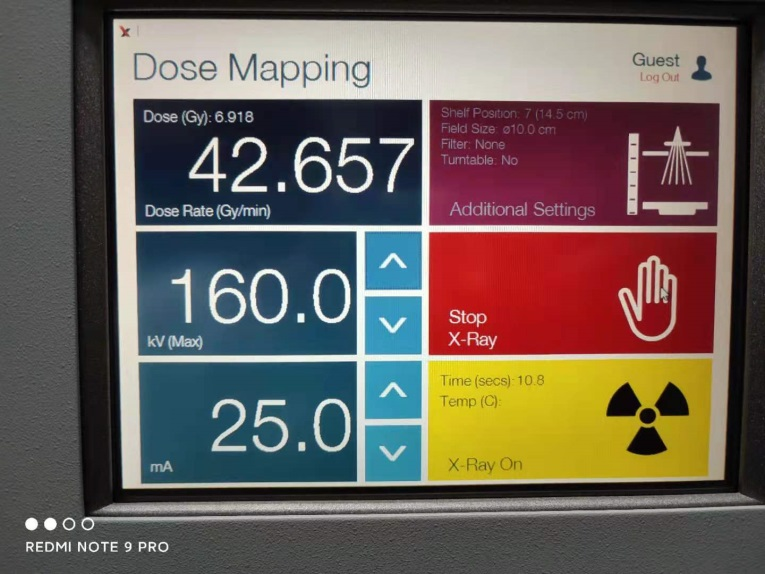 Dose Mapping
Guest
Log Out
Dose (Gy): 6.918
42.657
Dose Rate (Gy/min)
Shelf Position: 7 (14.5 cm)
Field Size: ø10.0 cm
Filter: None
Turntable: No
Additional Settings
160.0
kV (Max)
Stop
X-Ray
25.0
mA
Time (secs): 10.8
Temp (C):
X-Ray On
REDMI NOTE 9 PRO